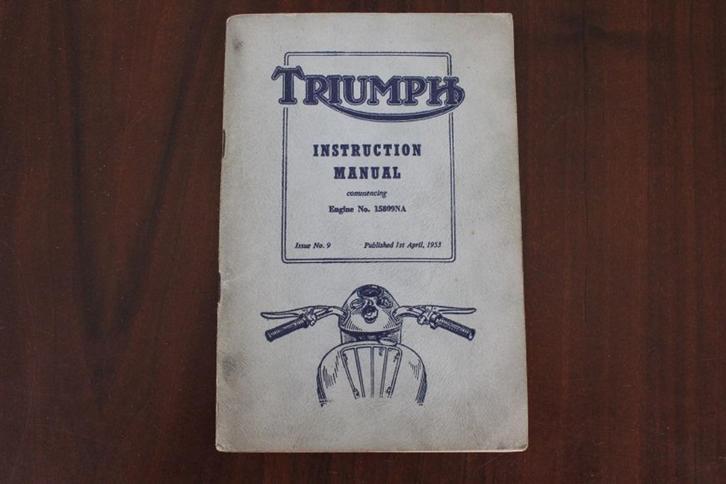 TRIUMPH
INSTRUCTION
MANUAL
commencing
Engine No. 15809NA
Issue No. 9 Published 1st April, 1953